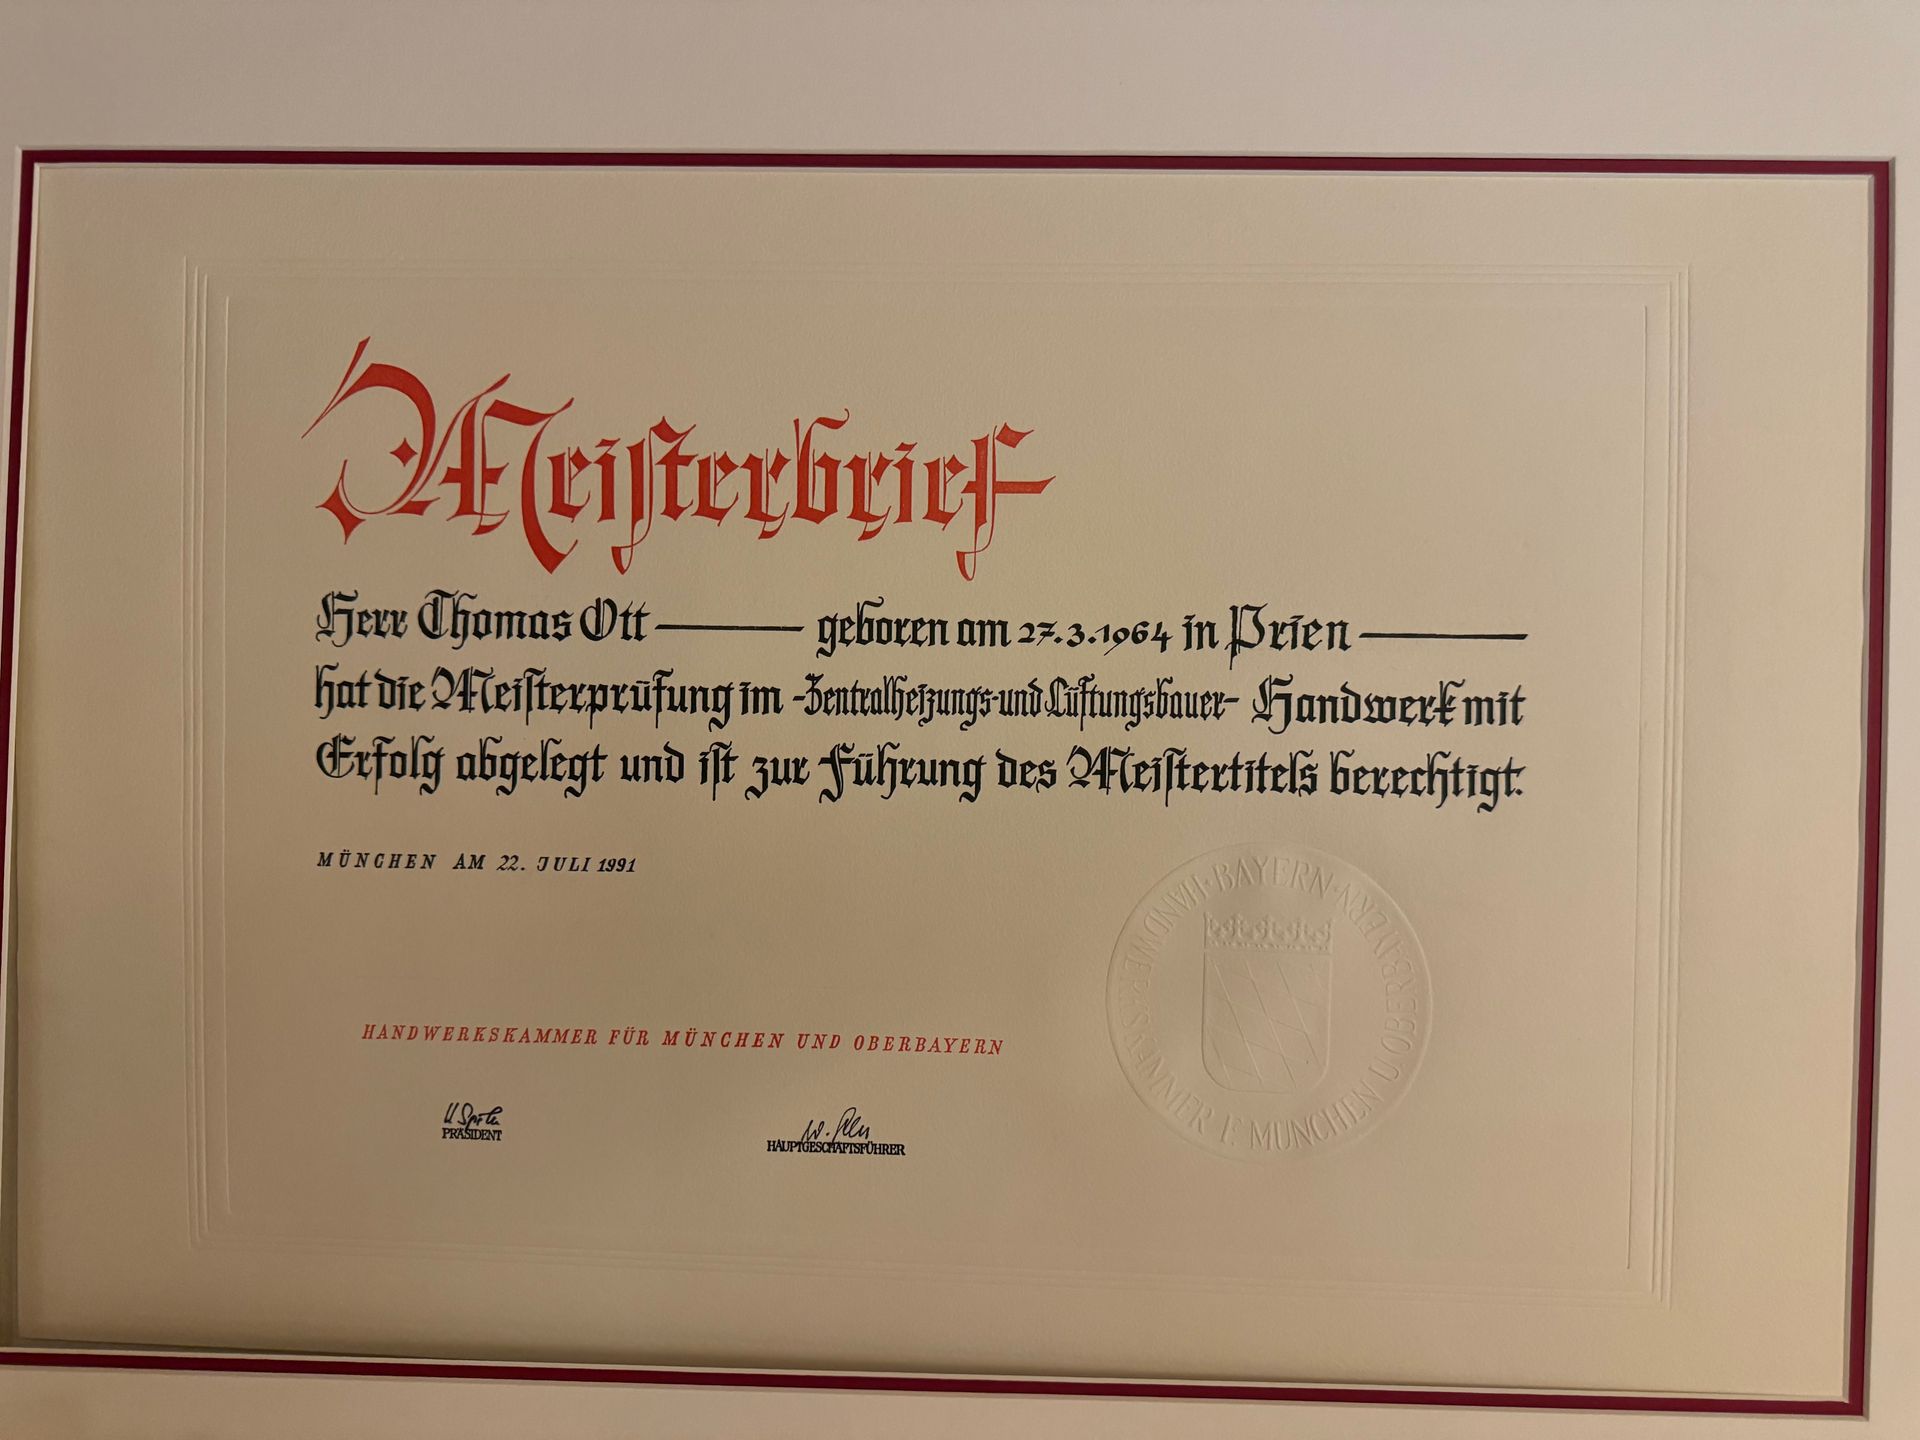 Meisterbrief
Herr Thomas Ott geboren am 27.3.1964 in Prien
hat die Meisterprüfung im -Zentralheizungs- und Lüftungsbauer- Handwerk mit
Erfolg abgelegt und ist zur Führung des Meistertitels berechtigt.
MÜNCHEN AM 22. JULI 1991
HANDWERKSKAMMER FÜR MÜNCHEN UND OBERBAYERN
PRÄSIDENT
HAUPTGESCHÄFTSFÜHRER
BAYERN · HANDWERKSKAMMER F. MÜNCHEN U. OBERBAYERN ·